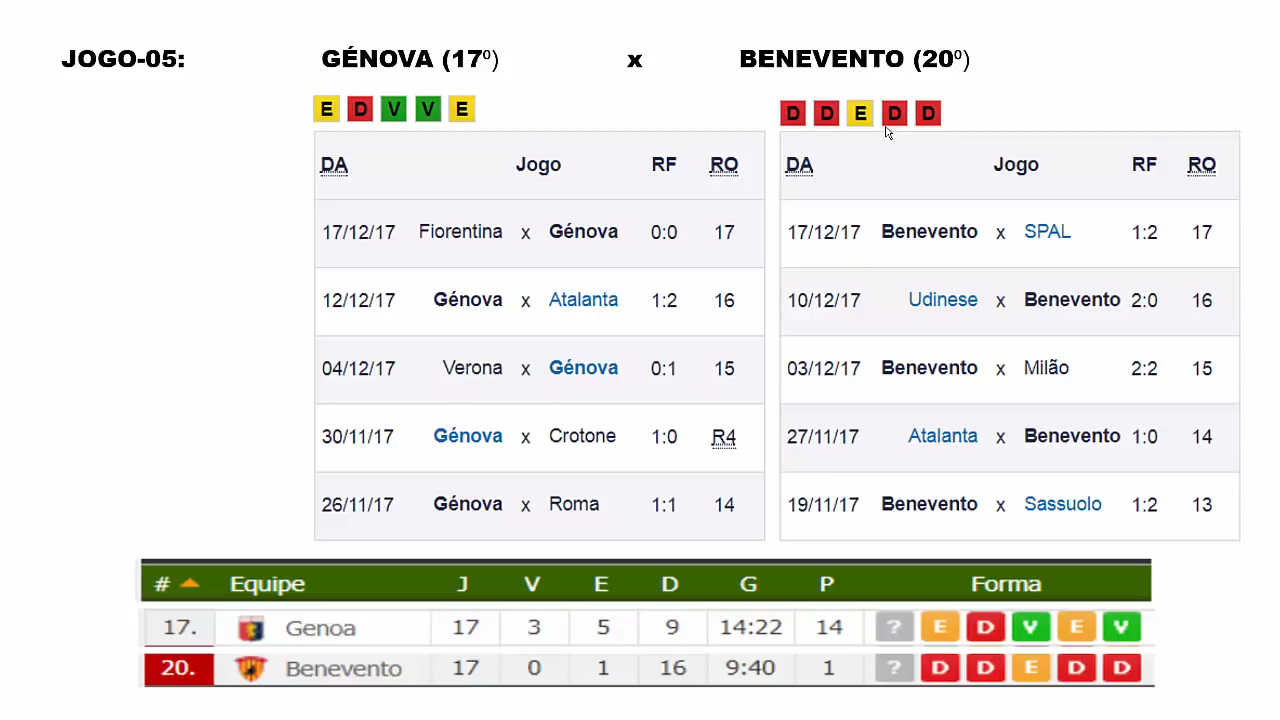 JOGO-05: GÉNOVA (17º) x BENEVENTO (20º)
E D V V E
D D E D D
DA Jogo RF RO
17/12/17 Fiorentina x Génova 0:0 17
12/12/17 Génova x Atalanta 1:2 16
04/12/17 Verona x Génova 0:1 15
30/11/17 Génova x Crotone 1:0 R4
26/11/17 Génova x Roma 1:1 14
DA Jogo RF RO
17/12/17 Benevento x SPAL 1:2 17
10/12/17 Udinese x Benevento 2:0 16
03/12/17 Benevento x Milão 2:2 15
27/11/17 Atalanta x Benevento 1:0 14
19/11/17 Benevento x Sassuolo 1:2 13
# Equipe J V E D G P Forma
17. Genoa 17 3 5 9 14:22 14 ? E D V E V
20. Benevento 17 0 1 16 9:40 1 ? D D E D D